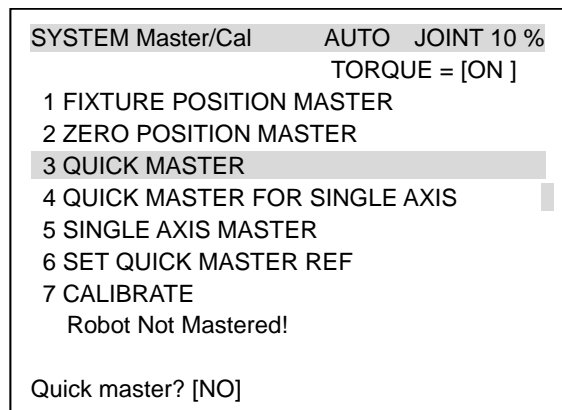 SYSTEM Master/Cal AUTO JOINT 10 %
TORQUE = [ON ]
1 FIXTURE POSITION MASTER
2 ZERO POSITION MASTER
3 QUICK MASTER
4 QUICK MASTER FOR SINGLE AXIS
5 SINGLE AXIS MASTER
6 SET QUICK MASTER REF
7 CALIBRATE
Robot Not Mastered!
Quick master? [NO]